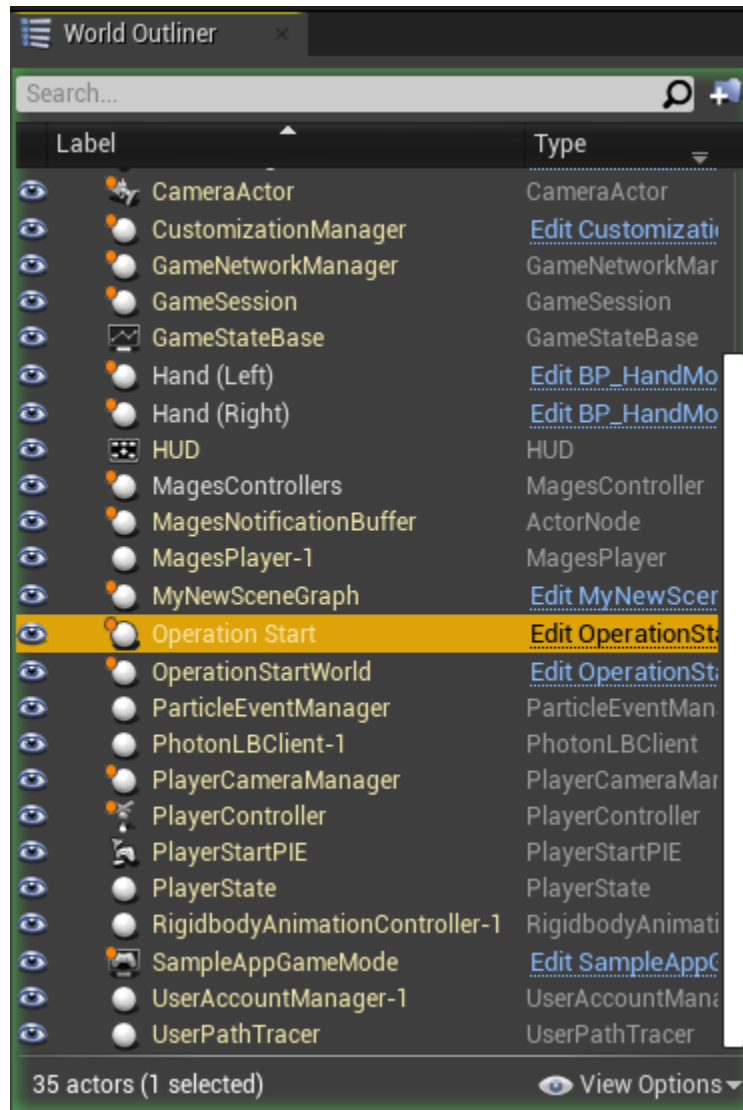 World Outliner ×
Search...
Label Type
CameraActor CameraActor
CustomizationManager Edit Customizati
GameNetworkManager GameNetworkMar
GameSession GameSession
GameStateBase GameStateBase
Hand (Left) Edit BP_HandMo
Hand (Right) Edit BP_HandMo
HUD HUD
MagesControllers MagesController
MagesNotificationBuffer ActorNode
MagesPlayer-1 MagesPlayer
MyNewSceneGraph Edit MyNewScer
Operation Start Edit OperationSta
OperationStartWorld Edit OperationSta
ParticleEventManager ParticleEventMan
PhotonLBClient-1 PhotonLBClient
PlayerCameraManager PlayerCameraMar
PlayerController PlayerController
PlayerStartPIE PlayerStartPIE
PlayerState PlayerState
RigidbodyAnimationController-1 RigidbodyAnimati
SampleAppGameMode Edit SampleAppG
UserAccountManager-1 UserAccountMana
UserPathTracer UserPathTracer
35 actors (1 selected) View Options